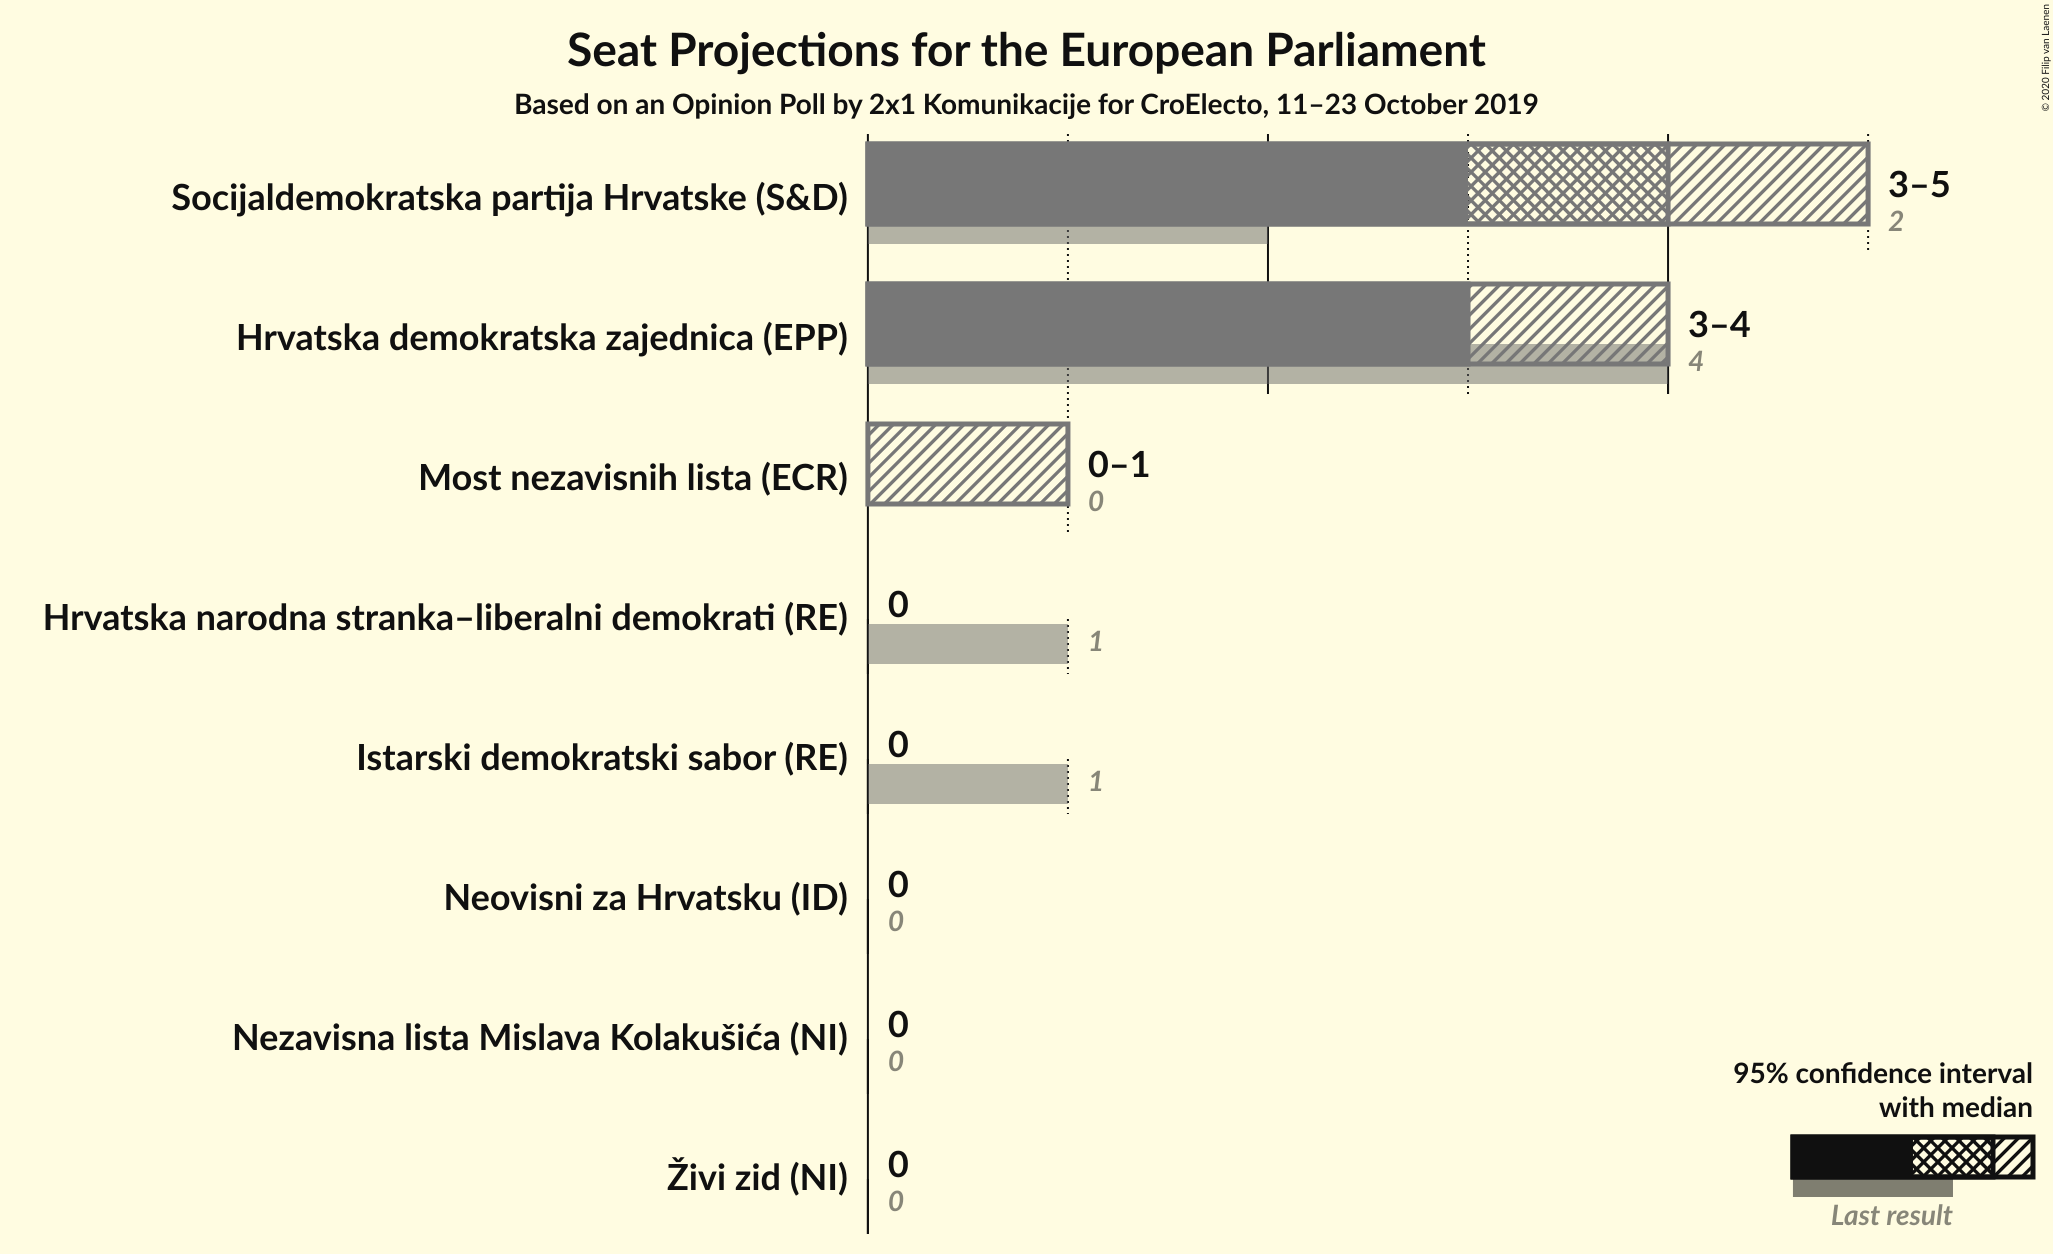 Seat Projections for the European Parliament
Based on an Opinion Poll by 2x1 Komunikacije for CroElecto, 11–23 October 2019
© 2020 Filip van Laenen
Socijaldemokratska partija Hrvatske (S&D)
3–5
2
Hrvatska demokratska zajednica (EPP)
3–4
4
Most nezavisnih lista (ECR)
0–1
0
Hrvatska narodna stranka–liberalni demokrati (RE)
0
1
Istarski demokratski sabor (RE)
0
1
Neovisni za Hrvatsku (ID)
0
0
Nezavisna lista Mislava Kolakušića (NI)
0
0
Živi zid (NI)
0
0
95% confidence interval
with median
Last result